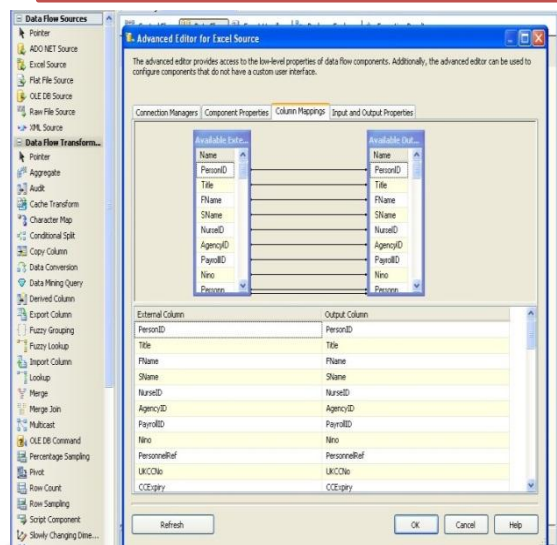 Data Flow Sources
Pointer
ADO NET Source
Excel Source
Flat File Source
OLE DB Source
Raw File Source
XML Source
Data Flow Transform...
Pointer
Aggregate
Audit
Cache Transform
Character Map
Conditional Split
Copy Column
Data Conversion
Data Mining Query
Derived Column
Export Column
Fuzzy Grouping
Fuzzy Lookup
Import Column
Lookup
Merge
Merge Join
Multicast
OLE DB Command
Percentage Sampling
Pivot
Row Count
Row Sampling
Script Component
Slowly Changing Dime...
Advanced Editor for Excel Source
The advanced editor provides access to the low-level properties of data flow components. Additionally, the advanced editor can be used to
configure components that do not have a custom user interface.
Connection Managers Component Properties Column Mappings Input and Output Properties
Available Exte... Available Out...
Name Name
PersonID PersonID
Title Title
FName FName
SName SName
NurseID NurseID
AgencyID AgencyID
PayrollID PayrollID
Nino Nino
Personn Personn
External Column Output Column
PersonID PersonID
Title Title
FName FName
SName SName
NurseID NurseID
AgencyID AgencyID
PayrollID PayrollID
Nino Nino
PersonnelRef PersonnelRef
UKCCNo UKCCNo
CCExpiry CCExpiry
Refresh OK Cancel Help